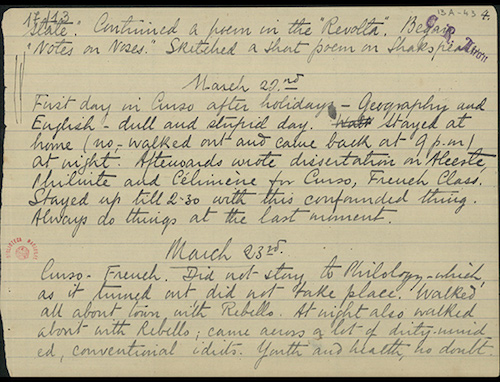 17/113
13A-43 4.
State". Continued a poem in the "Revolta". Began
"Notes on Noses." Sketched a short poem on Shakspeare.
C. R. Anon
March 22nd
First day in Curso after holidays – Geography and
English – dull and stupid day. Walk stayed at
home (no, walked out and came back at 9 p.m)
at night. Afterwards wrote dissertation on Alceste,
Philinte and Célimène for Curso, French Class.
Stayed up till 2.30 with this confounded thing.
Always do things at the last moment.
March 23rd.
Curso – French. Did not stay to Philology – which,
as it turned out, did not take place. Walked
all about town, with Rebello. At night also walked
about with Rebello; came across a lot of dirty-mind
ed, conventional idiots. Youth and health, no doubt.